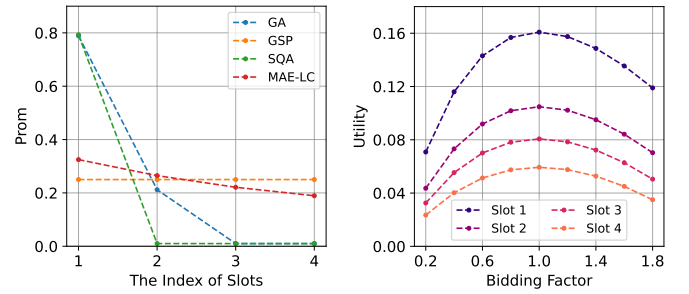 0.8
0.6
0.4
0.2
0.0
Prom
1 2 3 4
The Index of Slots
GA
GSP
SQA
MAE-LC
0.16
0.12
0.08
0.04
0.00
Utility
0.2 0.6 1.0 1.4 1.8
Bidding Factor
Slot 1 Slot 3
Slot 2 Slot 4